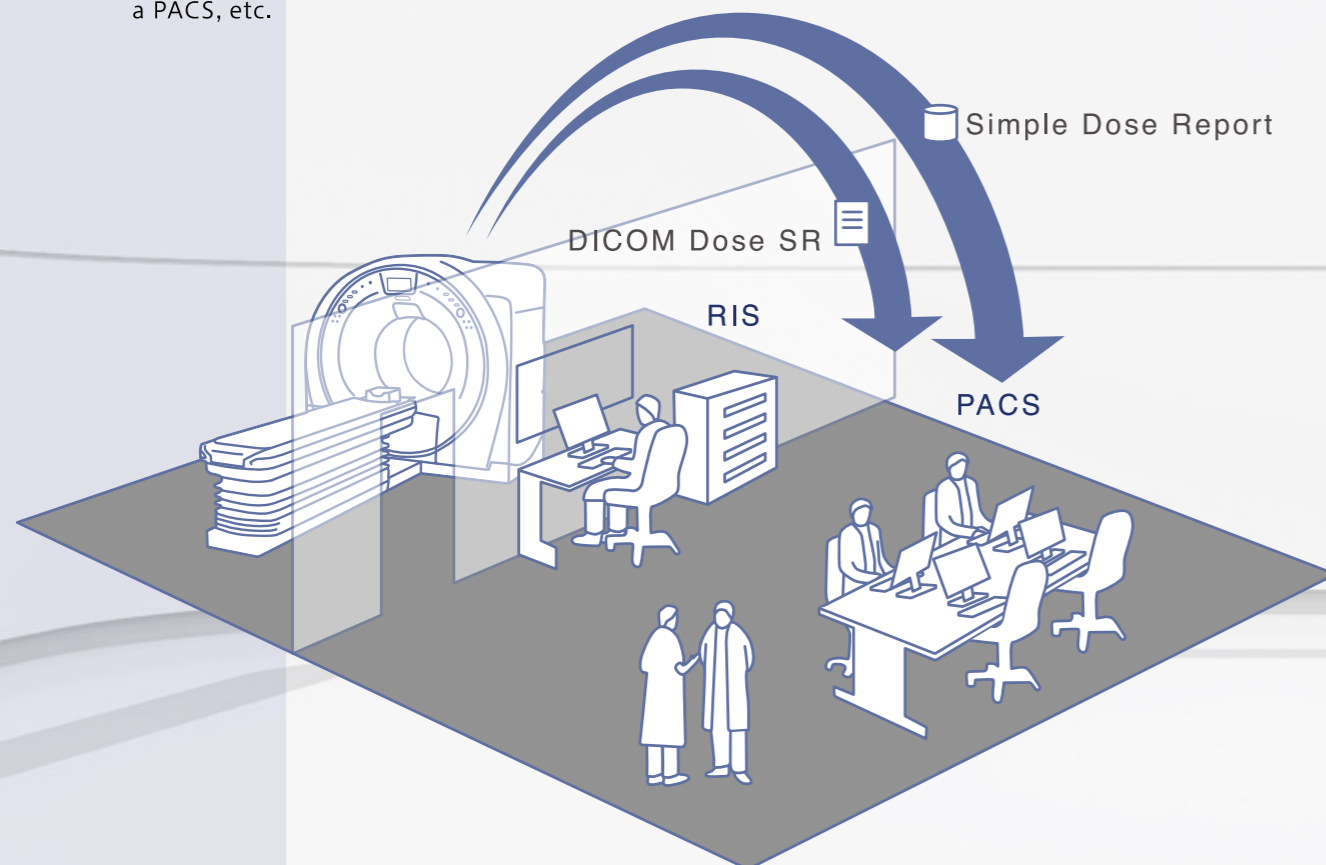 a PACS, etc.
Simple Dose Report
DICOM Dose SR
RIS
PACS